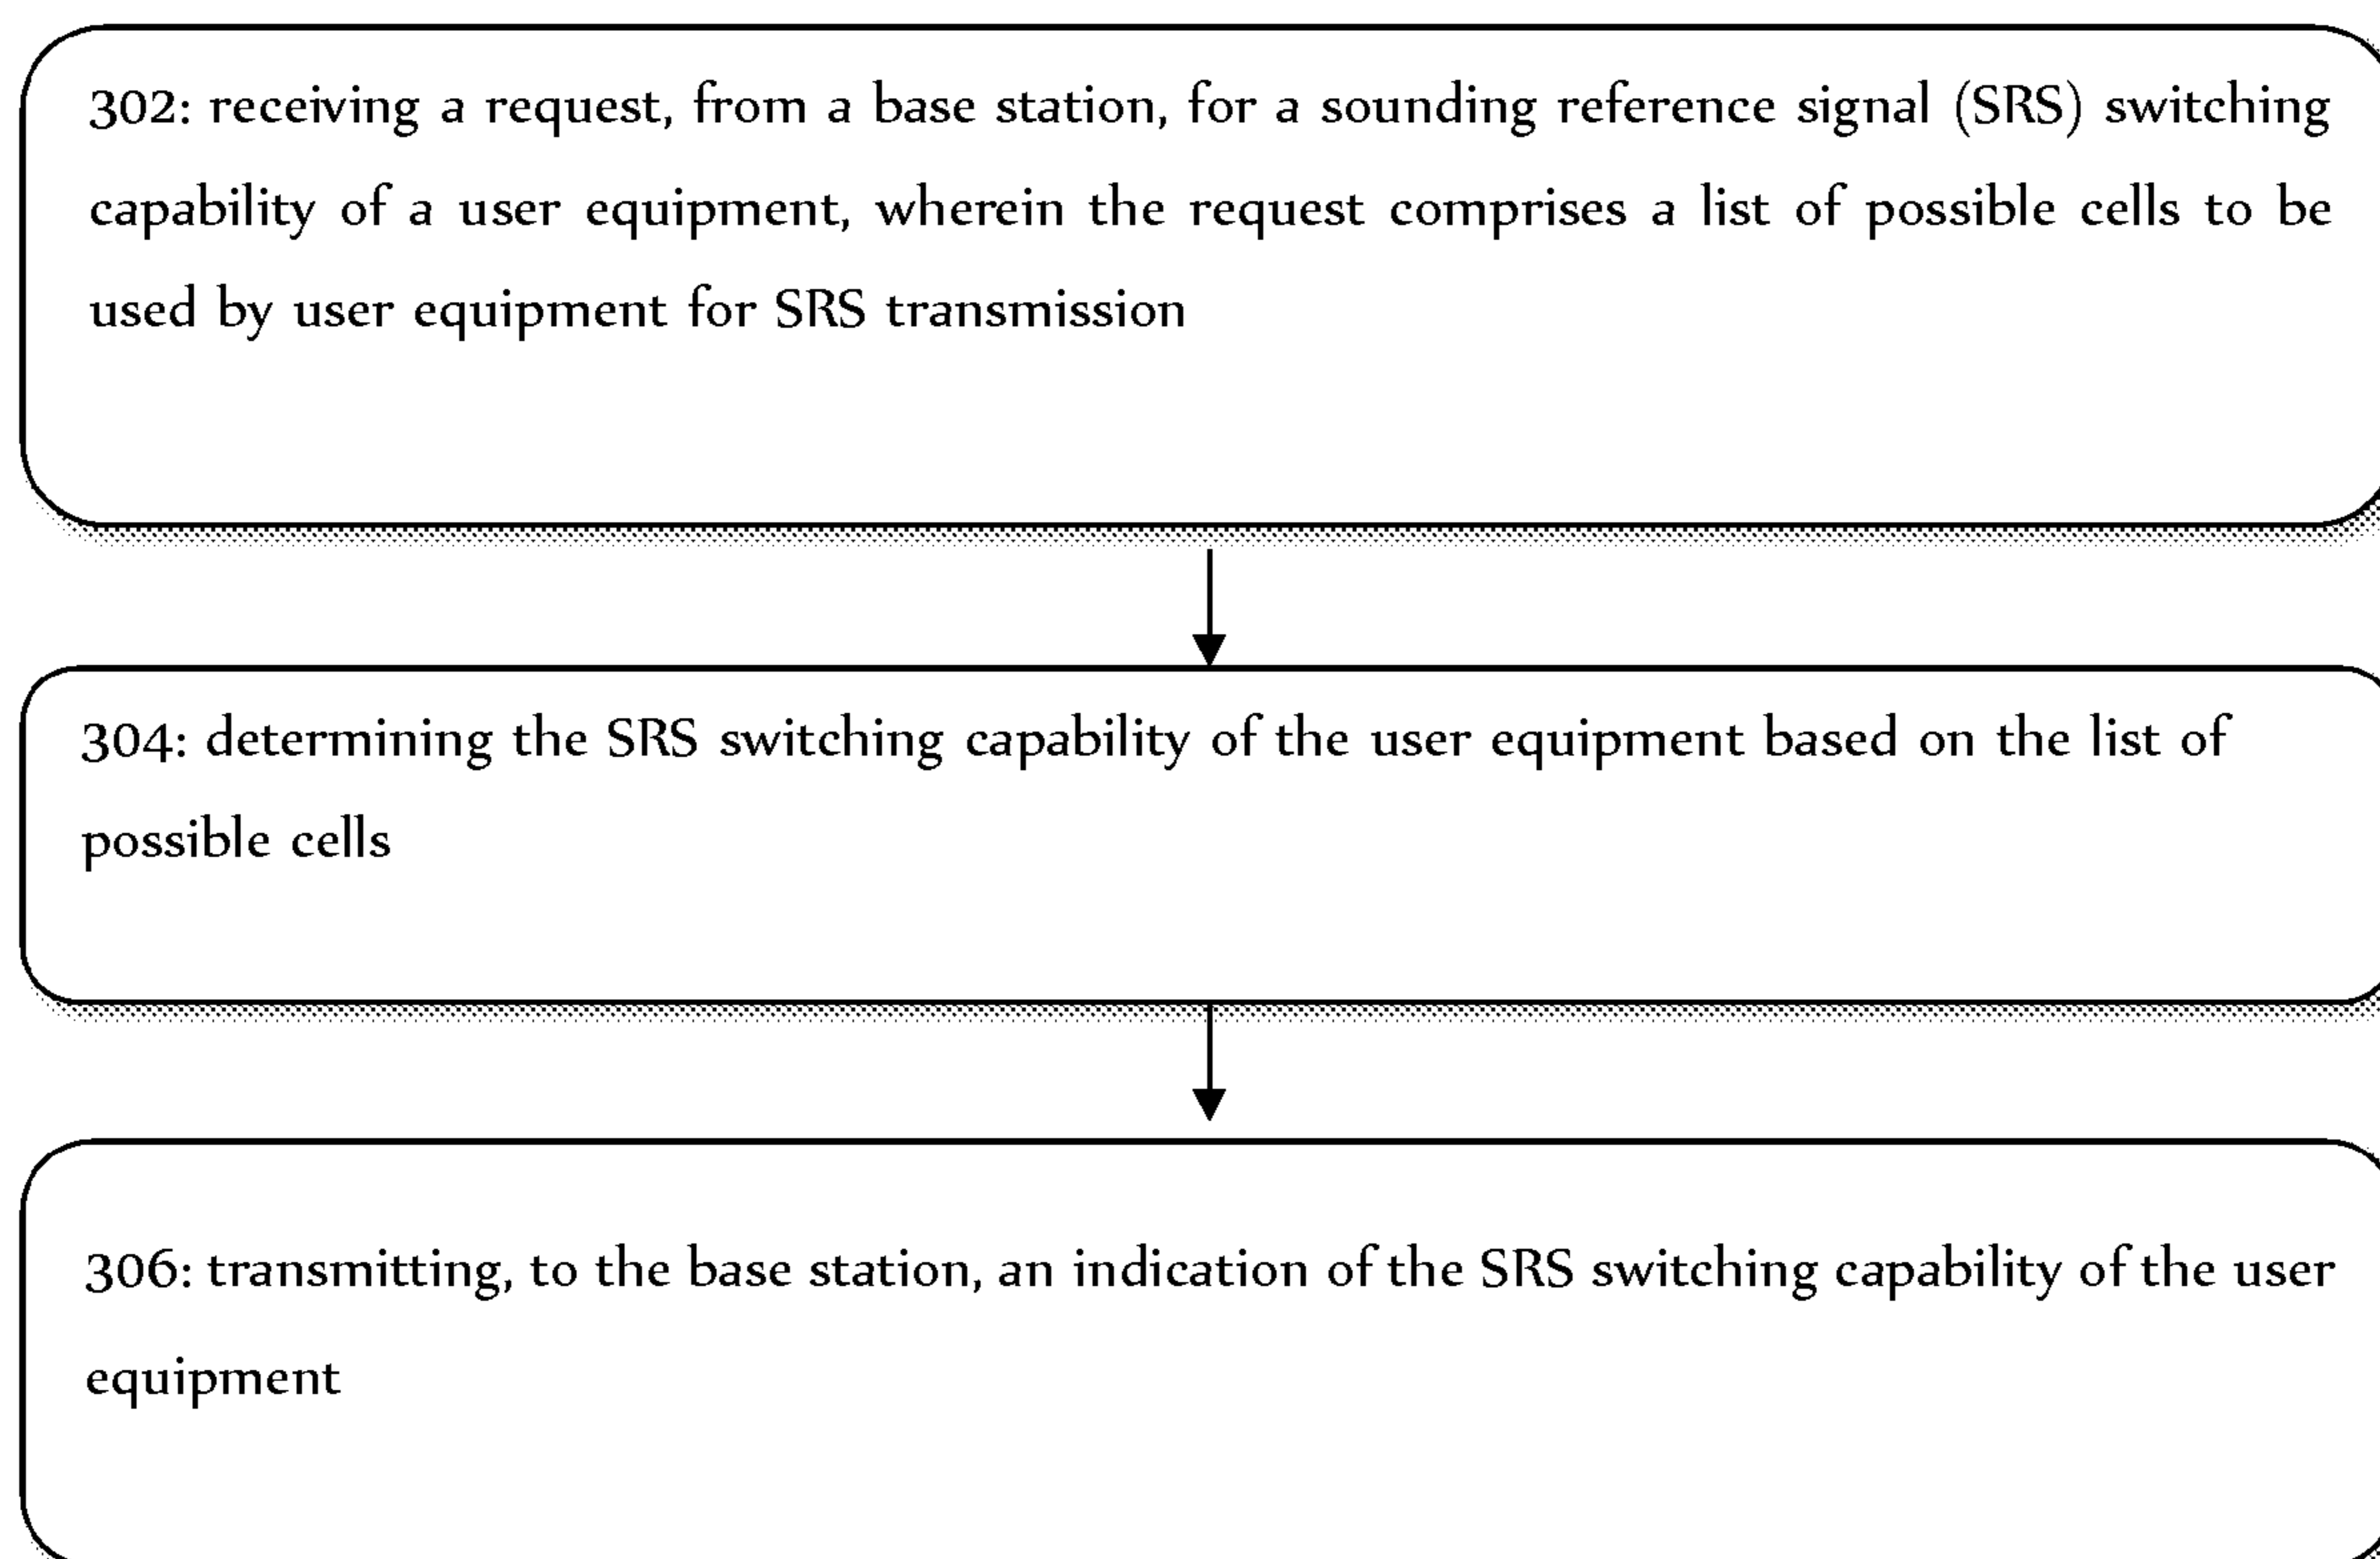 302: receiving a request, from a base station, for a sounding reference signal (SRS) switching
capability of a user equipment, wherein the request comprises a list of possible cells to be
used by user equipment for SRS transmission
304: determining the SRS switching capability of the user equipment based on the list of
possible cells
306: transmitting, to the base station, an indication of the SRS switching capability of the user
equipment